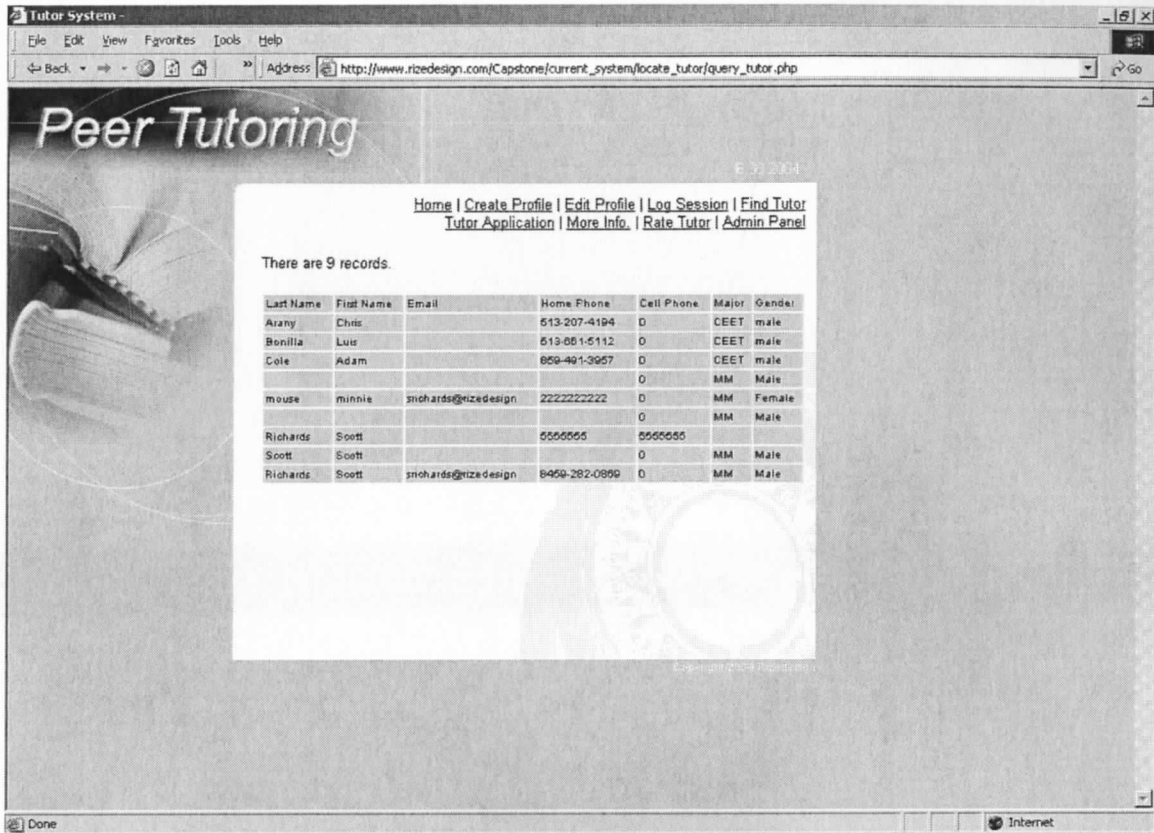 Tutor System -
File Edit View Favorites Tools Help
Back Address http://www.rizedesign.com/Capstone/current_system/locate_tutor/query_tutor.php Go
Peer Tutoring
Home | Create Profile | Edit Profile | Log Session | Find Tutor
Tutor Application | More Info. | Rate Tutor | Admin Panel
There are 9 records.
Last Name First Name Email Home Phone Cell Phone Major Gender
Arany Chris 513-207-4194 0 CEET male
Bonilla Luis 513-661-5112 0 CEET male
Cole Adam 859-491-3957 0 CEET male
0 MM Male
mouse minnie srichards@rizedesign 2222222222 0 MM Female
0 MM Male
Richards Scott 5555555 5555555
Scott Scott 0 MM Male
Richards Scott srichards@rizedesign 8459-282-0869 0 MM Male
Copyright 2004
Done Internet